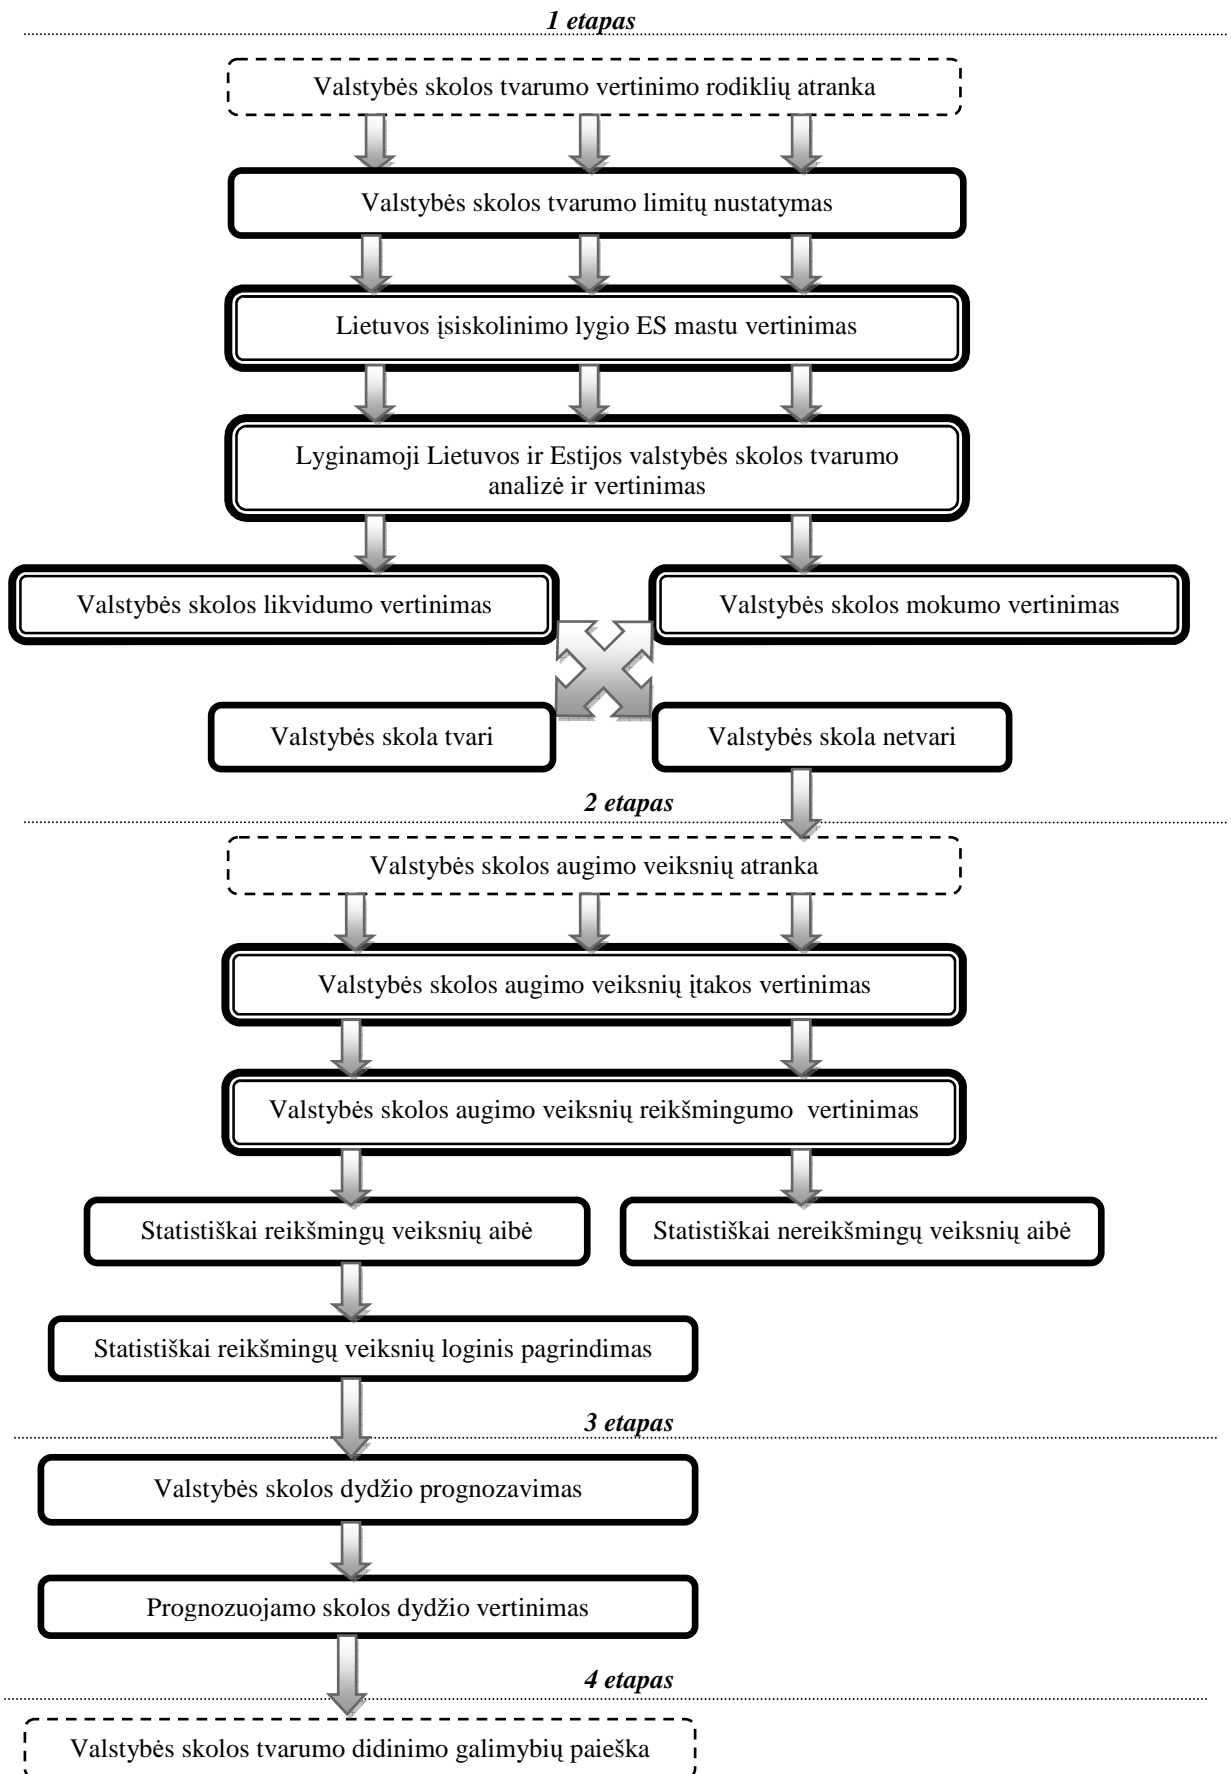 1 etapas
Valstybės skolos tvarumo vertinimo rodiklių atranka
Valstybės skolos tvarumo limitų nustatymas
Lietuvos įsiskolinimo lygio ES mastu vertinimas
Lyginamoji Lietuvos ir Estijos valstybės skolos tvarumo
analizė ir vertinimas
Valstybės skolos likvidumo vertinimas
Valstybės skolos mokumo vertinimas
Valstybės skola tvari
Valstybės skola netvari
2 etapas
Valstybės skolos augimo veiksnių atranka
Valstybės skolos augimo veiksnių įtakos vertinimas
Valstybės skolos augimo veiksnių reikšmingumo vertinimas
Statistiškai reikšmingų veiksnių aibė
Statistiškai nereikšmingų veiksnių aibė
Statistiškai reikšmingų veiksnių loginis pagrindimas
3 etapas
Valstybės skolos dydžio prognozavimas
Prognozuojamo skolos dydžio vertinimas
4 etapas
Valstybės skolos tvarumo didinimo galimybių paieška